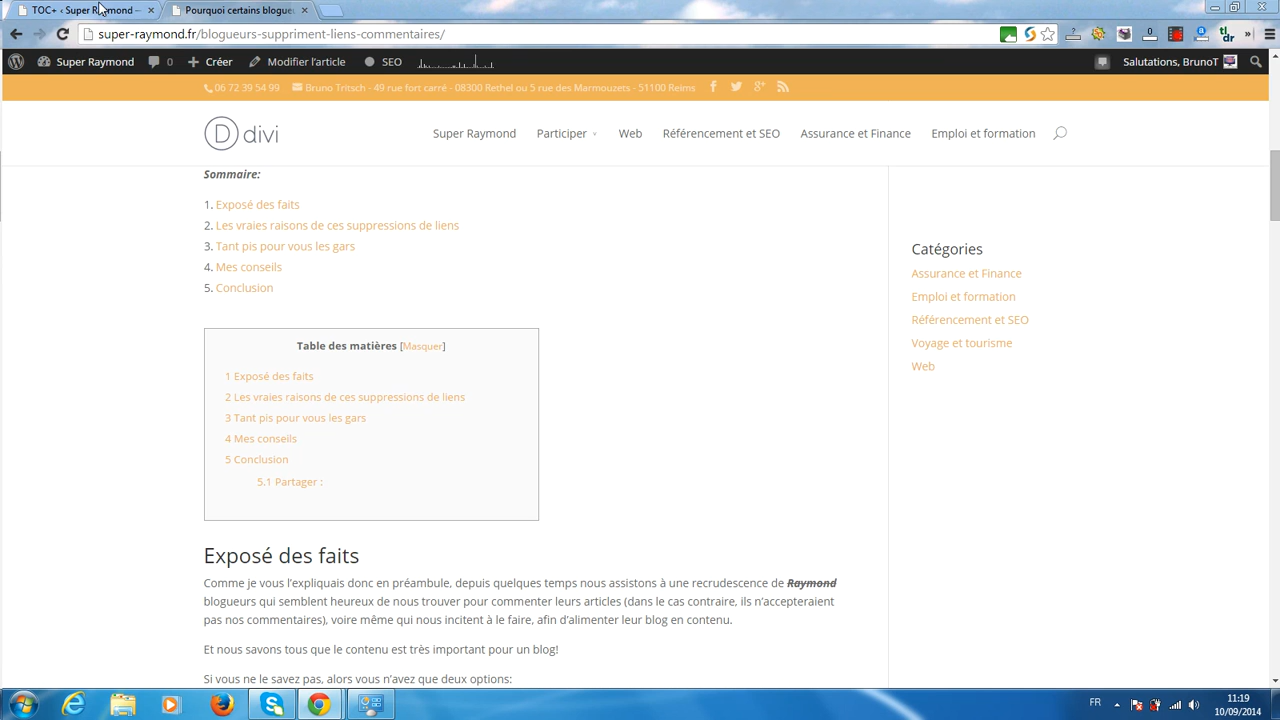 TOC+ ‹ Super Raymond —
Pourquoi certains blogueu
super-raymond.fr/blogueurs-suppriment-liens-commentaires/
Super Raymond 0 Créer Modifier l'article SEO Salutations, BrunoT
06 72 39 54 99 Bruno Tritsch - 49 rue fort carré - 08300 Rethel ou 5 rue des Marmouzets - 51100 Reims
D divi
Super Raymond Participer Web Référencement et SEO Assurance et Finance Emploi et formation
Sommaire:
1. Exposé des faits
2. Les vraies raisons de ces suppressions de liens
3. Tant pis pour vous les gars
4. Mes conseils
5. Conclusion
Catégories
Assurance et Finance
Emploi et formation
Référencement et SEO
Voyage et tourisme
Web
Table des matières [Masquer]
1 Exposé des faits
2 Les vraies raisons de ces suppressions de liens
3 Tant pis pour vous les gars
4 Mes conseils
5 Conclusion
5.1 Partager :
Exposé des faits
Comme je vous l'expliquais donc en préambule, depuis quelques temps nous assistons à une recrudescence de Raymond
blogueurs qui semblent heureux de nous trouver pour commenter leurs articles (dans le cas contraire, ils n'accepteraient
pas nos commentaires), voire même qui nous incitent à le faire, afin d'alimenter leur blog en contenu.
Et nous savons tous que le contenu est très important pour un blog!
Si vous ne le savez pas, alors vous n'avez que deux options:
FR
11:19
10/09/2014